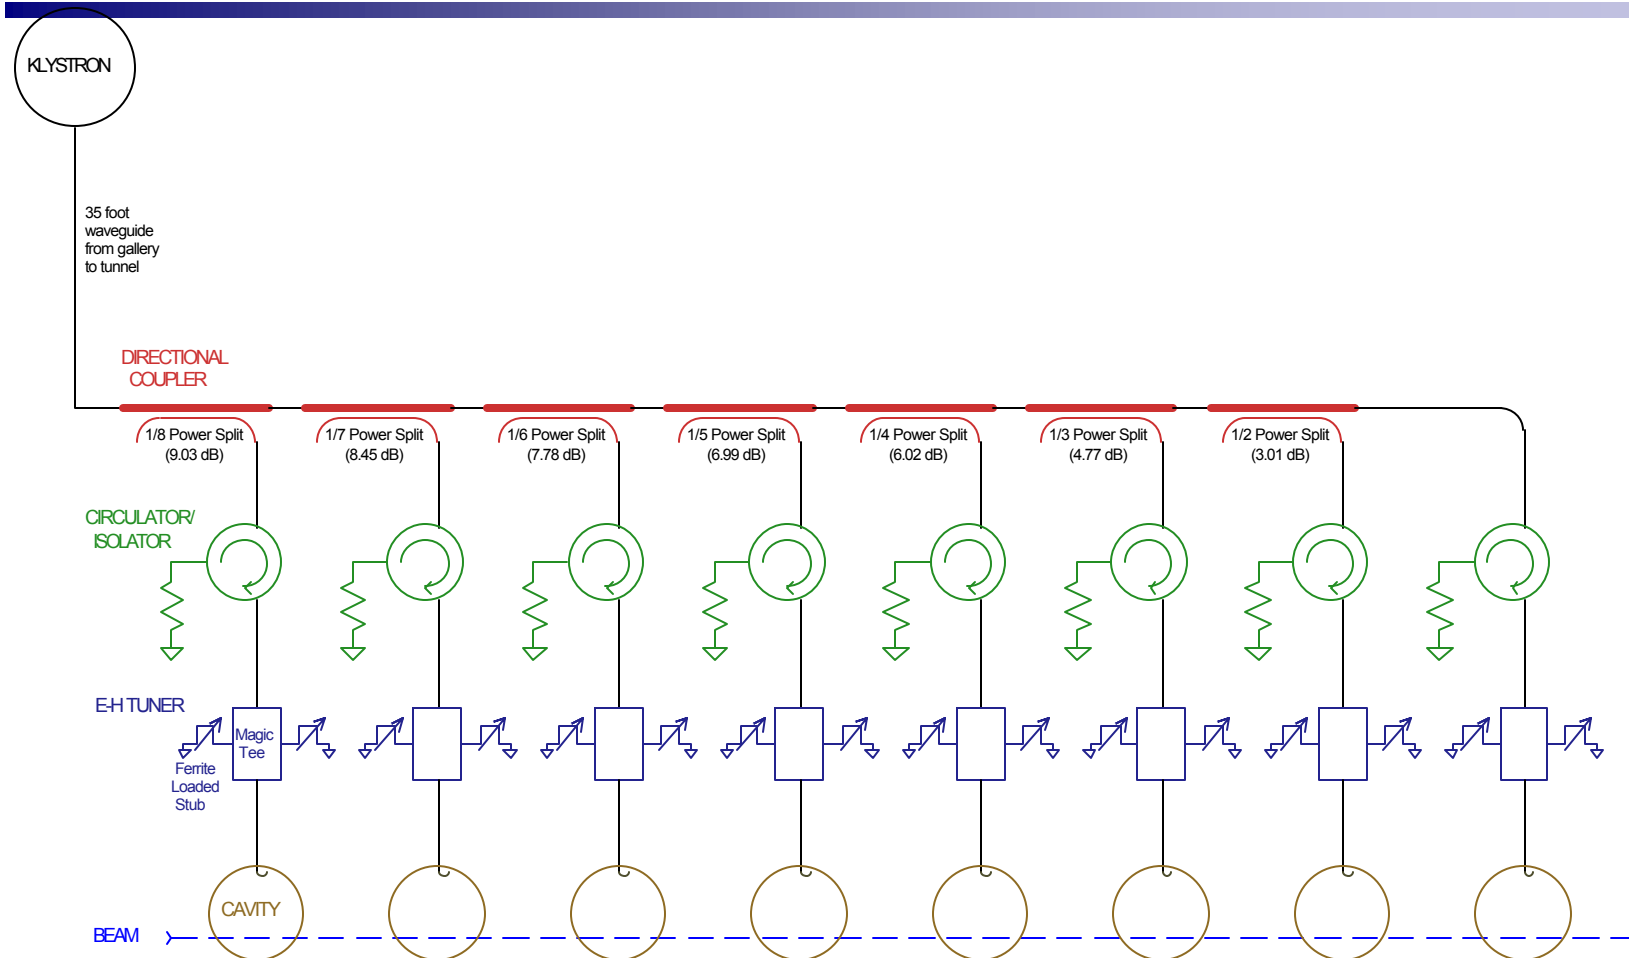 KLYSTRON
35 foot
waveguide
from gallery
to tunnel
DIRECTIONAL
COUPLER
1/8 Power Split
(9.03 dB)
1/7 Power Split
(8.45 dB)
1/6 Power Split
(7.78 dB)
1/5 Power Split
(6.99 dB)
1/4 Power Split
(6.02 dB)
1/3 Power Split
(4.77 dB)
1/2 Power Split
(3.01 dB)
CIRCULATOR/
ISOLATOR
E-H TUNER
Magic
Tee
Ferrite
Loaded
Stub
CAVITY
BEAM